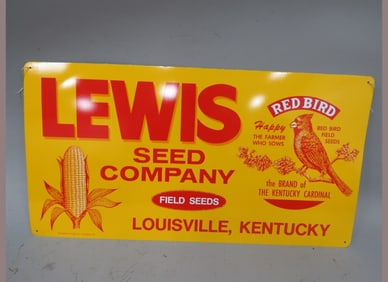 LEWIS
SEED
COMPANY
FIELD SEEDS
LOUISVILLE, KENTUCKY
RED BIRD
Happy
THE FARMER
WHO SOWS
RED BIRD
FIELD
SEEDS
the BRAND of
THE KENTUCKY CARDINAL